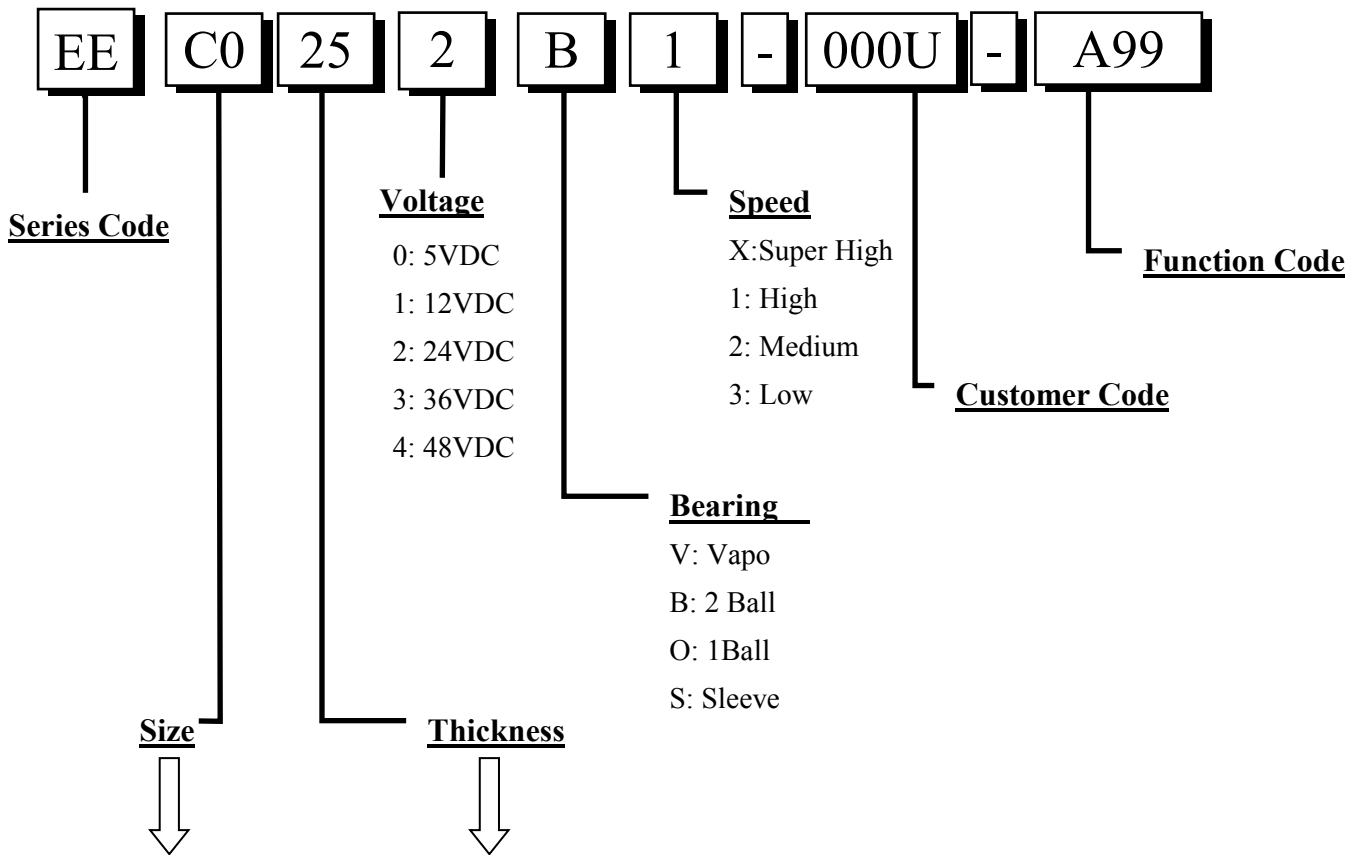 EE C0 25 2 B 1 - 000U - A99
Series Code
Voltage
0: 5VDC
1: 12VDC
2: 24VDC
3: 36VDC
4: 48VDC
Speed
X:Super High
1: High
2: Medium
3: Low
Function Code
Customer Code
Bearing
V: Vapo
B: 2 Ball
O: 1Ball
S: Sleeve
Size
Thickness